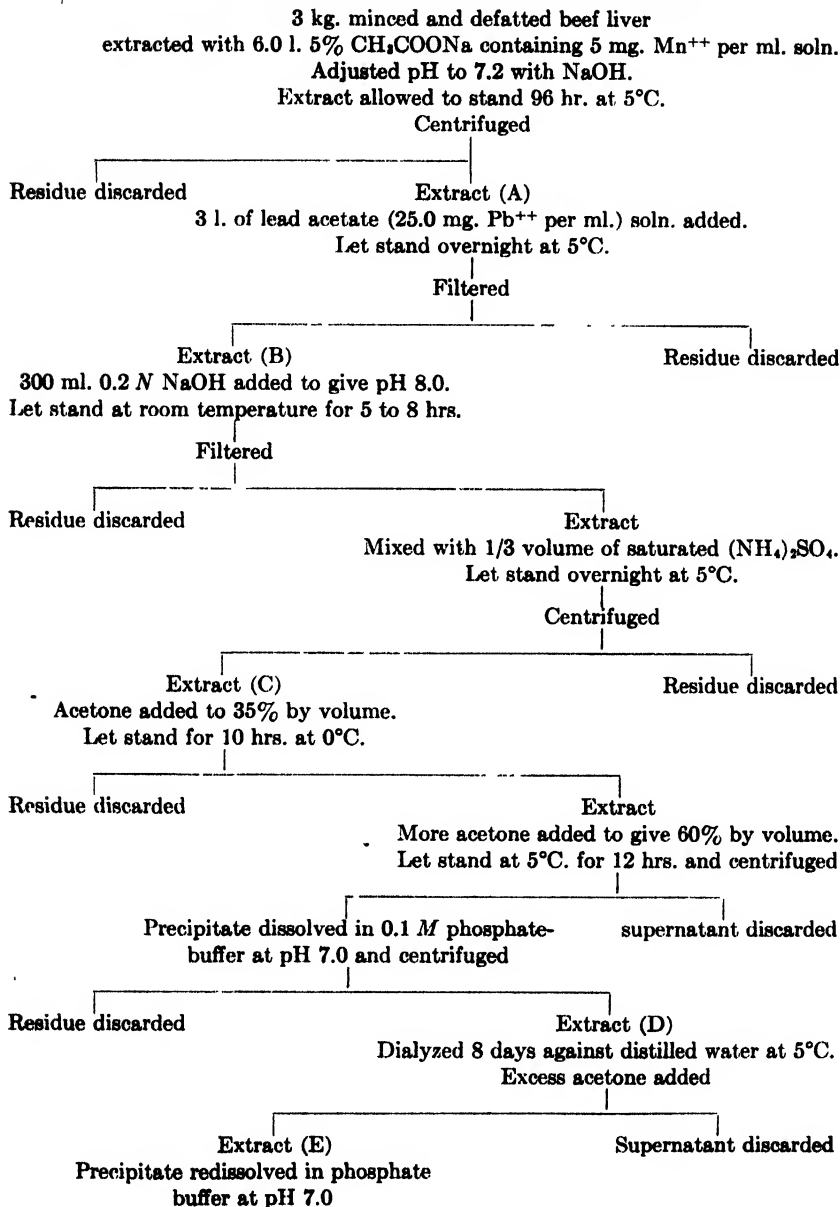 3 kg. minced and defatted beef liver
extracted with 6.0 l. 5% CH₃COONa containing 5 mg. Mn⁺⁺ per ml. soln.
Adjusted pH to 7.2 with NaOH.
Extract allowed to stand 96 hr. at 5°C.
Centrifuged
Residue discarded Extract (A)
3 l. of lead acetate (25.0 mg. Pb⁺⁺ per ml.) soln. added.
Let stand overnight at 5°C.
Filtered
Extract (B) Residue discarded
300 ml. 0.2 N NaOH added to give pH 8.0.
Let stand at room temperature for 5 to 8 hrs.
Filtered
Residue discarded Extract
Mixed with 1/3 volume of saturated (NH₄)₂SO₄.
Let stand overnight at 5°C.
Centrifuged
Extract (C) Residue discarded
Acetone added to 35% by volume.
Let stand for 10 hrs. at 0°C.
Residue discarded Extract
More acetone added to give 60% by volume.
Let stand at 5°C. for 12 hrs. and centrifuged
Precipitate dissolved in 0.1 M phosphate- supernatant discarded
buffer at pH 7.0 and centrifuged
Residue discarded Extract (D)
Dialyzed 8 days against distilled water at 5°C.
Excess acetone added
Extract (E) Supernatant discarded
Precipitate redissolved in phosphate
buffer at pH 7.0